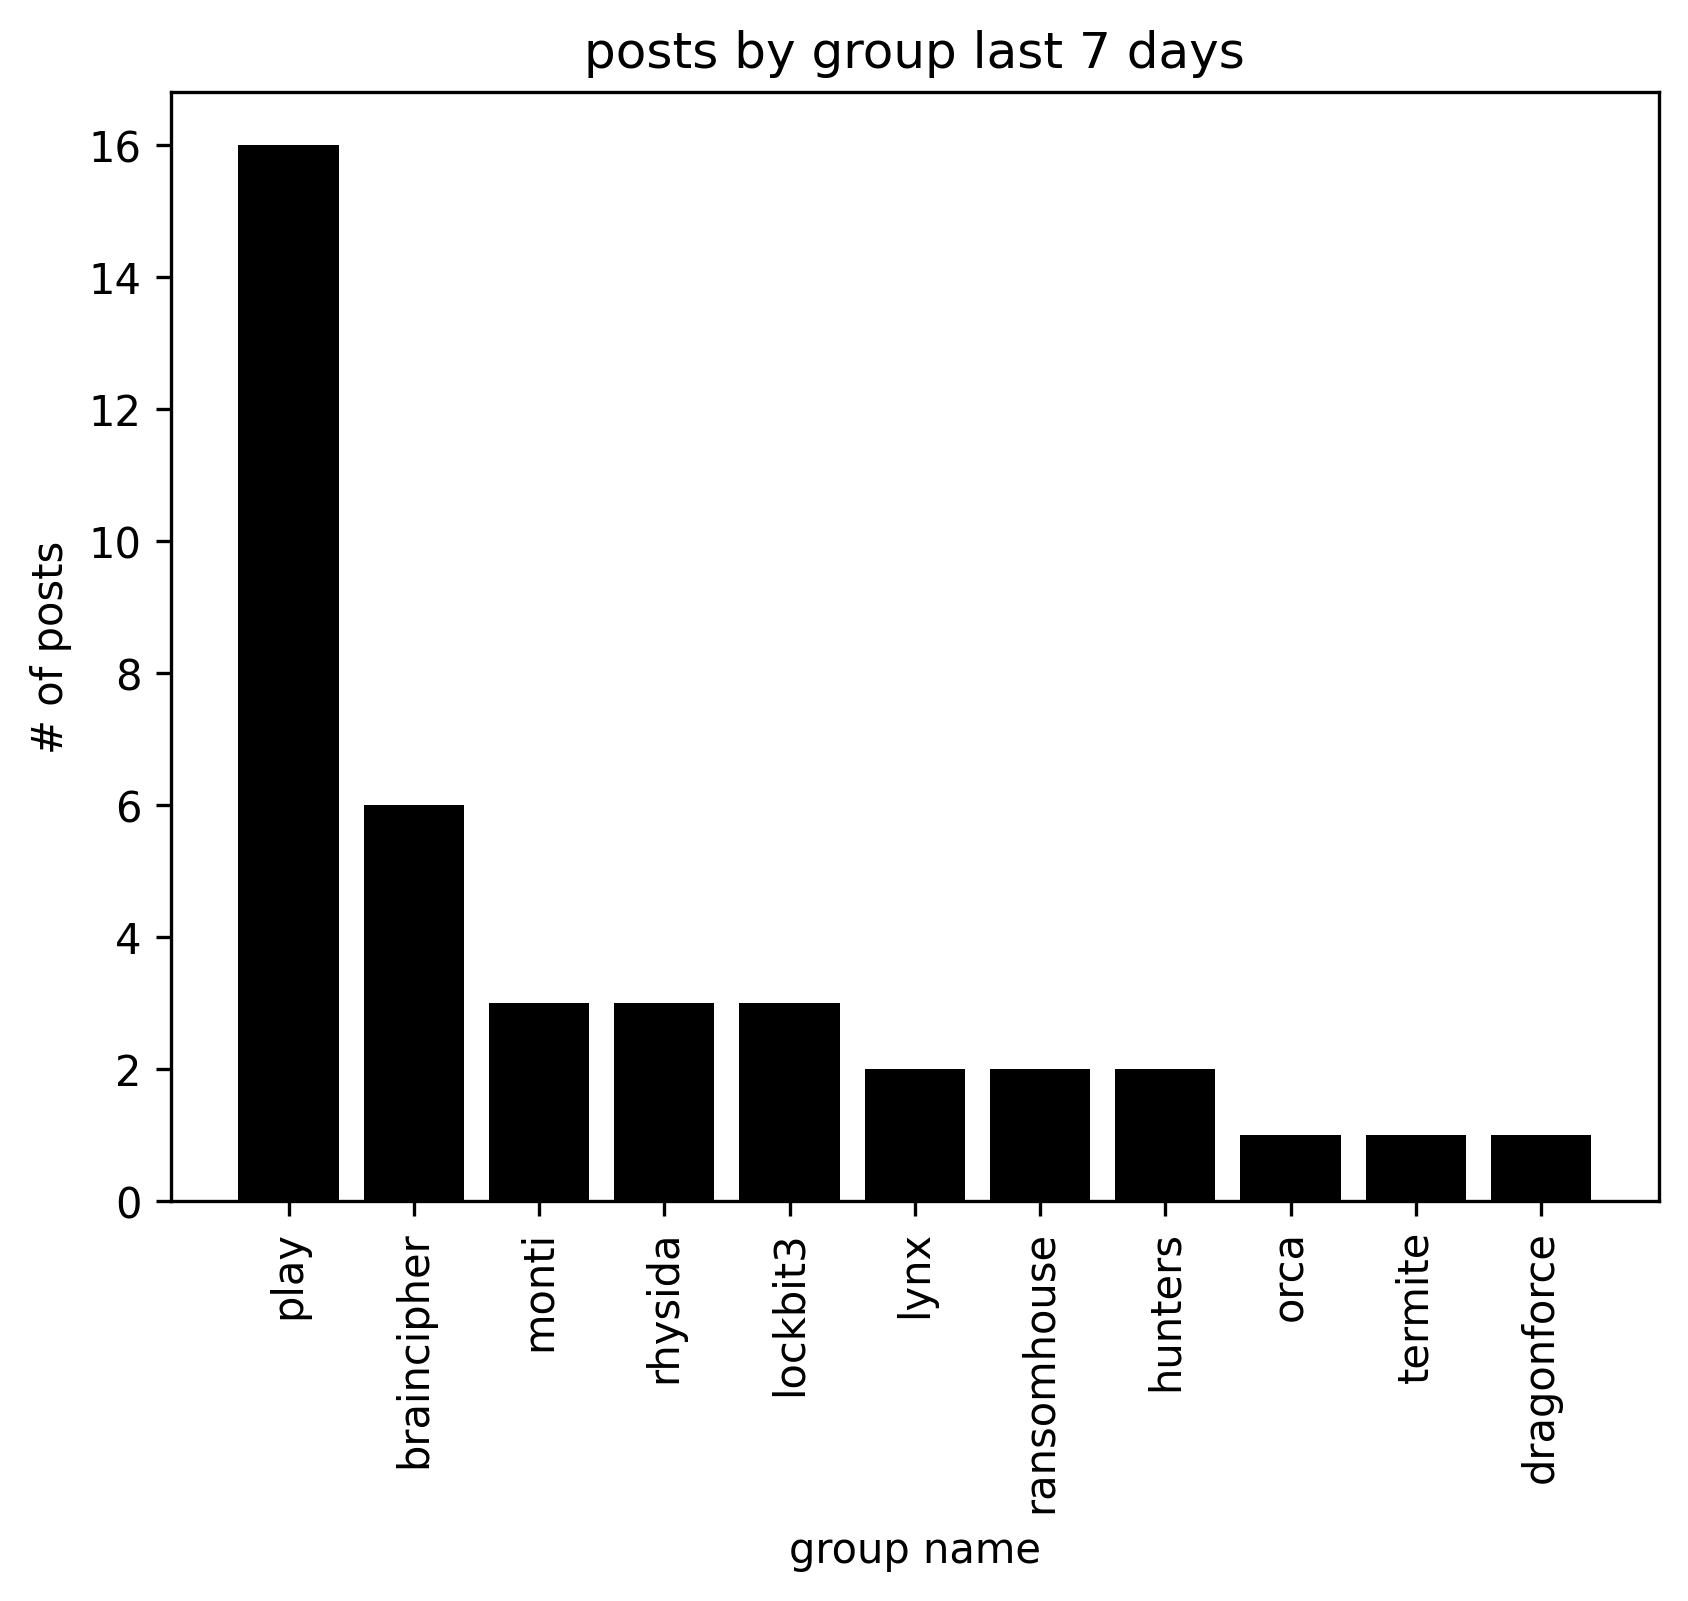 posts by group last 7 days
16
14
12
10
8
6
4
2
0
# of posts
play
braincipher
monti
rhysida
lockbit3
lynx
ransomhouse
hunters
orca
termite
dragonforce
group name